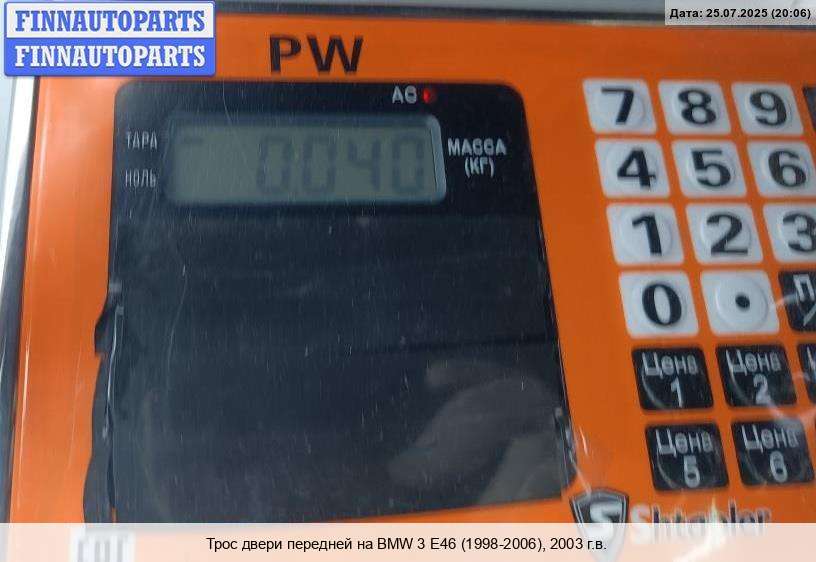 FINNAUTOPARTS
FINNAUTOPARTS
Дата: 25.07.2025 (20:06)
PW
AC
ТАРА
НОЛЬ
0.040
МАССА
(КГ)
7 8 9
4 5 6
1 2 3
0 •
Цена 1
Цена 2
Цена 5
Цена 6
Shtapler
Трос двери передней на BMW 3 E46 (1998-2006), 2003 г.в.